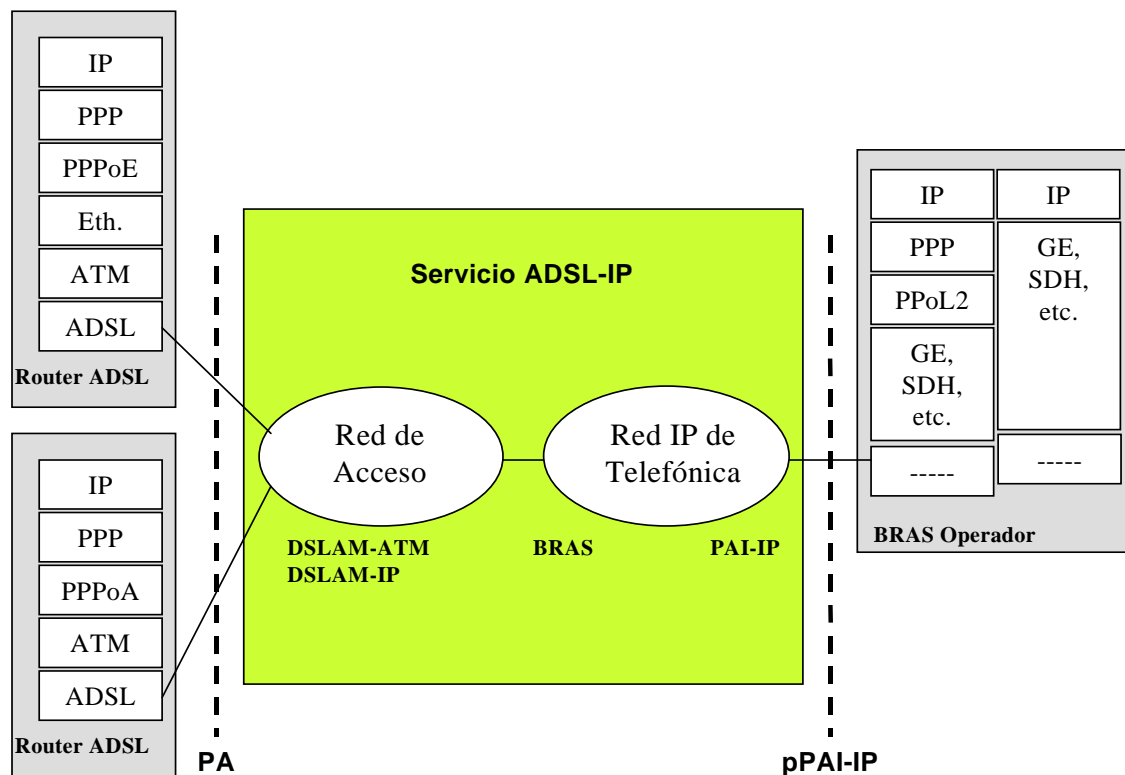 IP
PPP
PPPoE
Eth.
ATM
ADSL
Router ADSL
IP
PPP
PPPoA
ATM
ADSL
Router ADSL
PA
Servicio ADSL-IP
Red de
Acceso
Red IP de
Telefónica
DSLAM-ATM
DSLAM-IP
BRAS
PAI-IP
pPAI-IP
IP
PPP
PPoL2
GE,
SDH,
etc.
-----
IP
GE,
SDH,
etc.
-----
BRAS Operador